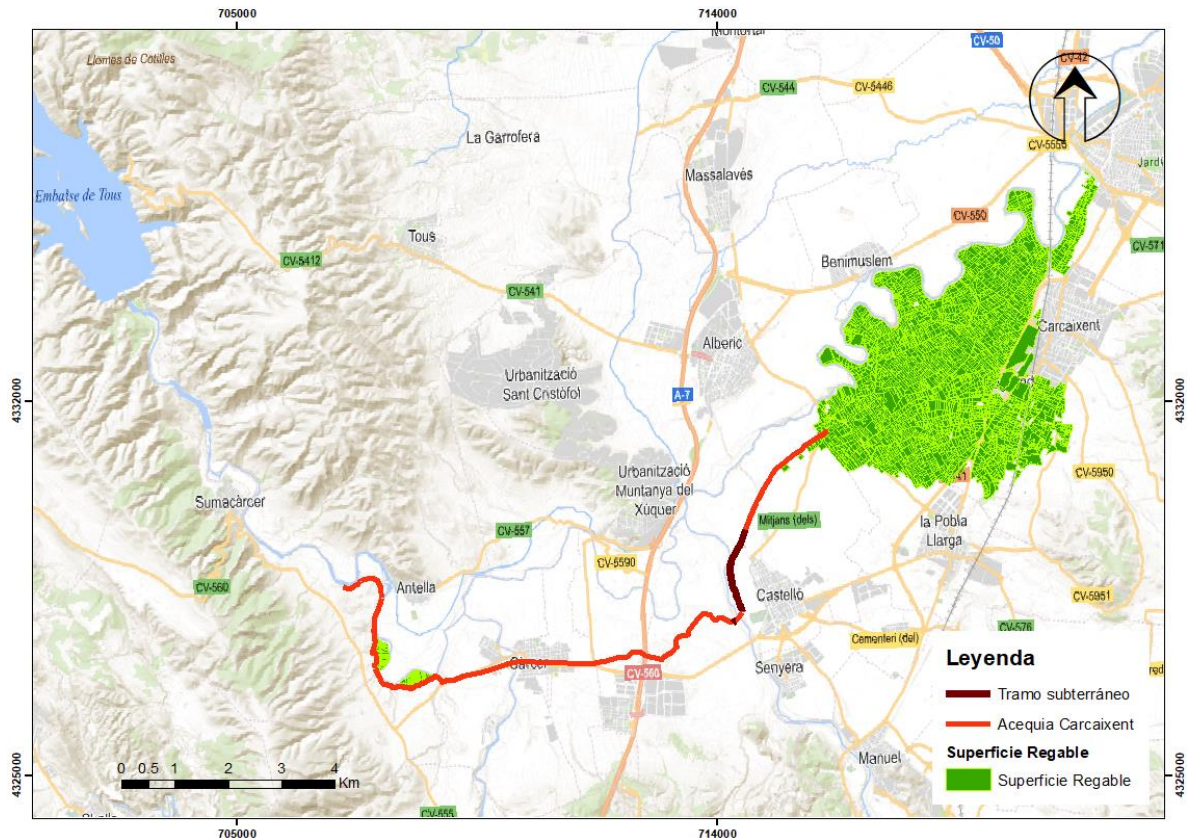 705000
714000
Montortal
CV-50
Llomes de Cotilles
CV-42
CV-544
CV-5446
La Garrofera
CV-555
Embalse de Tous
Massalavés
CV-550
Tous
CV-5412
Benimuslem
CV-571
CV-541
Alberic
Carcaixent
Urbanització
Sant Cristòfol
A-7
4332000
4332000
Urbanització
Muntanya del
Xúquer
41
CV-5950
Sumacàrcer
Mitjans (dels)
la Pobla
Llarga
CV-557
CV-5590
CV-560
Antella
Castelló
CV-5951
Cementeri (del)
CV-576
Càrcer
Senyera
CV-560
Leyenda
Tramo subterráneo
Acequia Carcaixent
Superficie Regable
Superficie Regable
Manuel
0 0.5 1 2 3 4
Km
4325000
4325000
CV-555
705000
714000